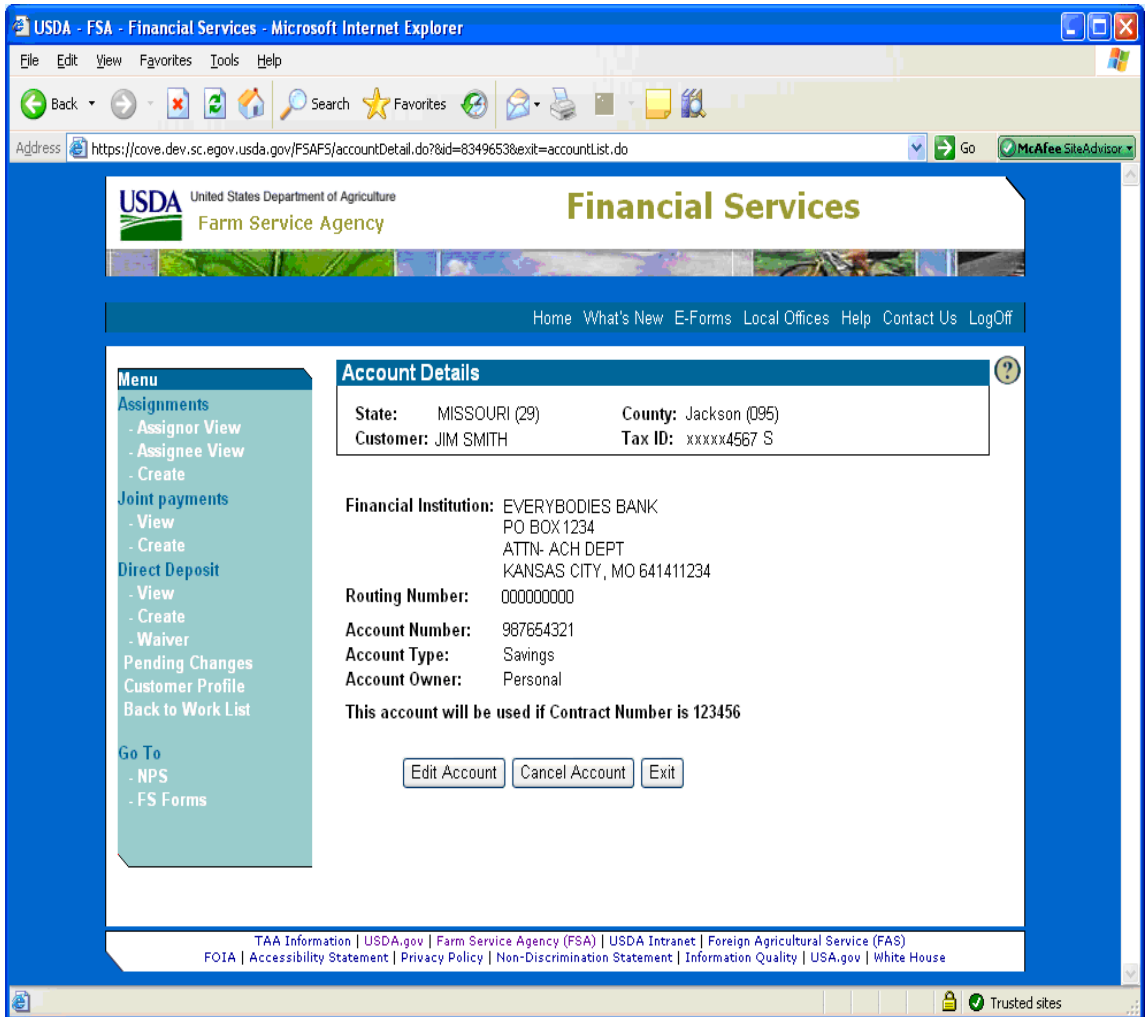 USDA - FSA - Financial Services - Microsoft Internet Explorer
File Edit View Favorites Tools Help
Back Search Favorites
Address https://cove.dev.sc.egov.usda.gov/FSAFS/accountDetail.do?&id=8349653&exit=accountList.do Go McAfee SiteAdvisor
USDA United States Department of Agriculture
Farm Service Agency
Financial Services
Home What's New E-Forms Local Offices Help Contact Us LogOff
Menu
Assignments
- Assignor View
- Assignee View
- Create
Joint payments
- View
- Create
Direct Deposit
- View
- Create
- Waiver
Pending Changes
Customer Profile
Back to Work List
Go To
- NPS
- FS Forms
Account Details
?
State: MISSOURI (29) County: Jackson (095)
Customer: JIM SMITH Tax ID: xxxxx4567 S
Financial Institution: EVERYBODIES BANK
PO BOX 1234
ATTN- ACH DEPT
KANSAS CITY, MO 641411234
Routing Number: 000000000
Account Number: 987654321
Account Type: Savings
Account Owner: Personal
This account will be used if Contract Number is 123456
Edit Account Cancel Account Exit
TAA Information | USDA.gov | Farm Service Agency (FSA) | USDA Intranet | Foreign Agricultural Service (FAS)
FOIA | Accessibility Statement | Privacy Policy | Non-Discrimination Statement | Information Quality | USA.gov | White House
Trusted sites